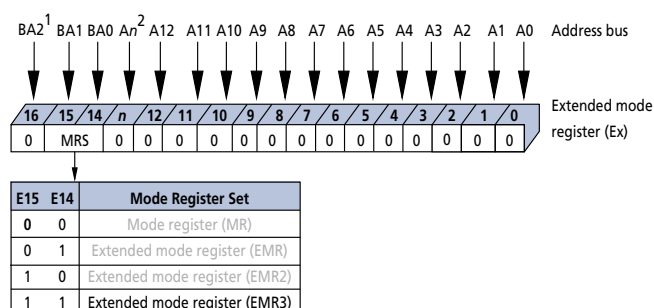 BA2¹ BA1 BA0 An² A12 A11 A10 A9 A8 A7 A6 A5 A4 A3 A2 A1 A0 Address bus
16 15 14 n 12 11 10 9 8 7 6 5 4 3 2 1 0 Extended mode
register (Ex)
0 MRS 0 0 0 0 0 0 0 0 0 0 0 0 0 0
E15 E14 Mode Register Set
0 0 Mode register (MR)
0 1 Extended mode register (EMR)
1 0 Extended mode register (EMR2)
1 1 Extended mode register (EMR3)